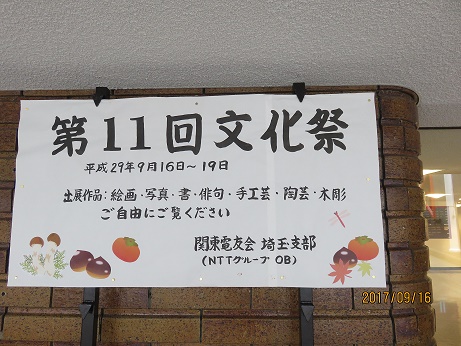 第11回文化祭
平成29年9月16日～19日
出展作品：絵画・写真・書・俳句・手工芸・陶芸・木彫
ご自由にご覧ください
関東電友会 埼玉支部
(NTTグループOB)
2017/09/16